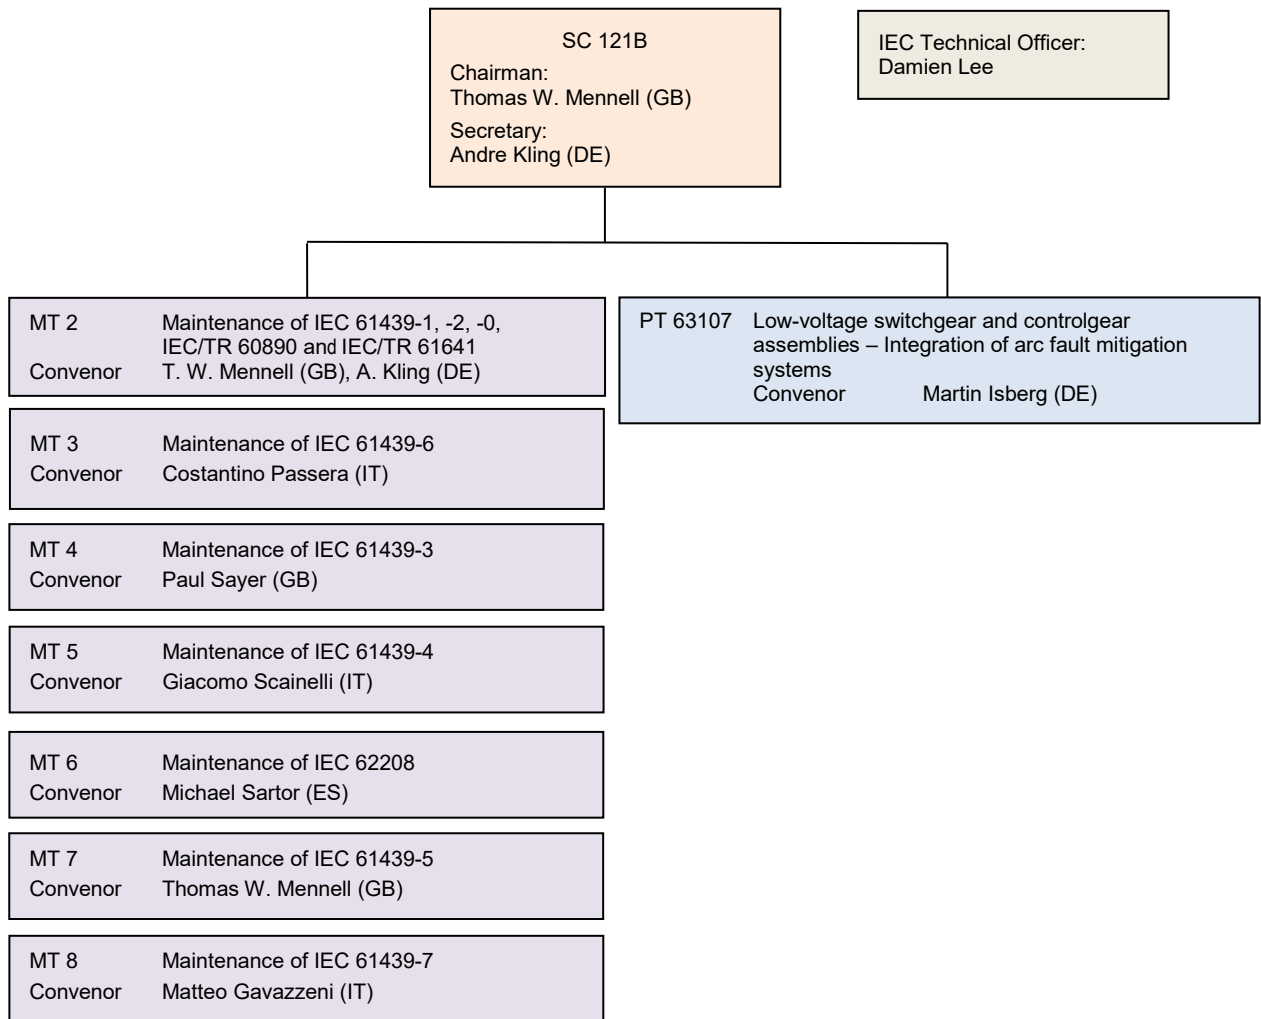 SC 121B
Chairman:
Thomas W. Mennell (GB)
Secretary:
Andre Kling (DE)
IEC Technical Officer:
Damien Lee
MT 2 Maintenance of IEC 61439-1, -2, -0,
IEC/TR 60890 and IEC/TR 61641
Convenor T. W. Mennell (GB), A. Kling (DE)
MT 3 Maintenance of IEC 61439-6
Convenor Costantino Passera (IT)
MT 4 Maintenance of IEC 61439-3
Convenor Paul Sayer (GB)
MT 5 Maintenance of IEC 61439-4
Convenor Giacomo Scainelli (IT)
MT 6 Maintenance of IEC 62208
Convenor Michael Sartor (ES)
MT 7 Maintenance of IEC 61439-5
Convenor Thomas W. Mennell (GB)
MT 8 Maintenance of IEC 61439-7
Convenor Matteo Gavazzeni (IT)
PT 63107 Low-voltage switchgear and controlgear
assemblies – Integration of arc fault mitigation
systems
Convenor Martin Isberg (DE)